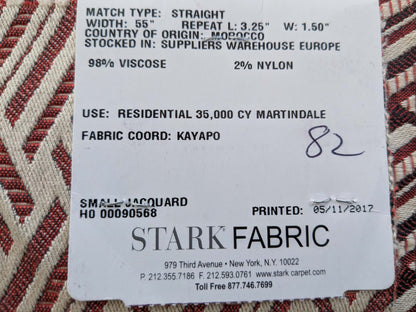 MATCH TYPE: STRAIGHT
WIDTH: 55" REPEAT L: 3.25" W: 1.50"
COUNTRY OF ORIGIN: MOROCCO
STOCKED IN: SUPPLIERS WAREHOUSE EUROPE
98% VISCOSE 2% NYLON
USE: RESIDENTIAL 35,000 CY MARTINDALE
FABRIC COORD: KAYAPO
82
SMALL JACQUARD
HO 00090568 PRINTED: 05/11/2017
STARK FABRIC
979 Third Avenue • New York, N.Y. 10022
P. 212.355.7186 F. 212.593.0761 www.starkcarpet.com
Toll Free 877.746.7699